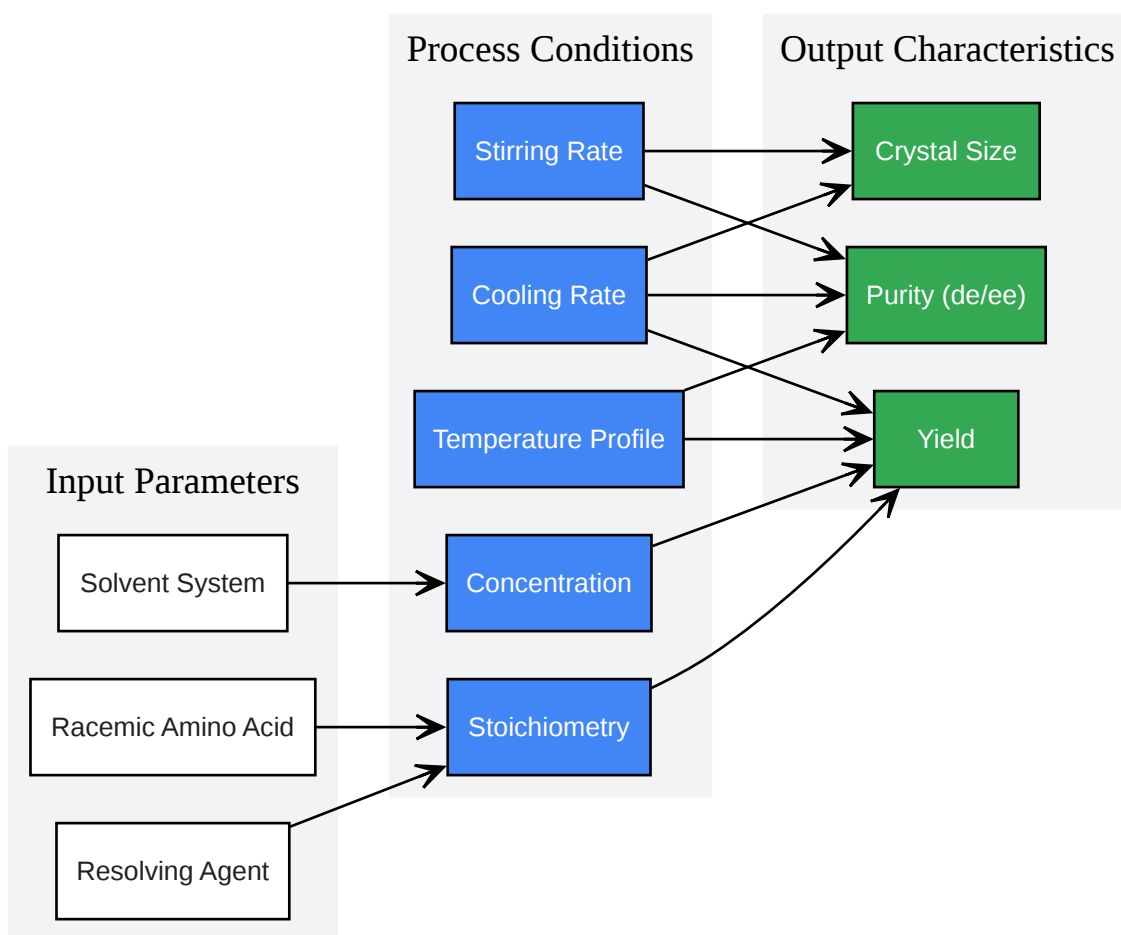 Process Conditions
Stirring Rate
Cooling Rate
Temperature Profile
Concentration
Stoichiometry
Output Characteristics
Crystal Size
Purity (de/ee)
Yield
Input Parameters
Solvent System
Racemic Amino Acid
Resolving Agent